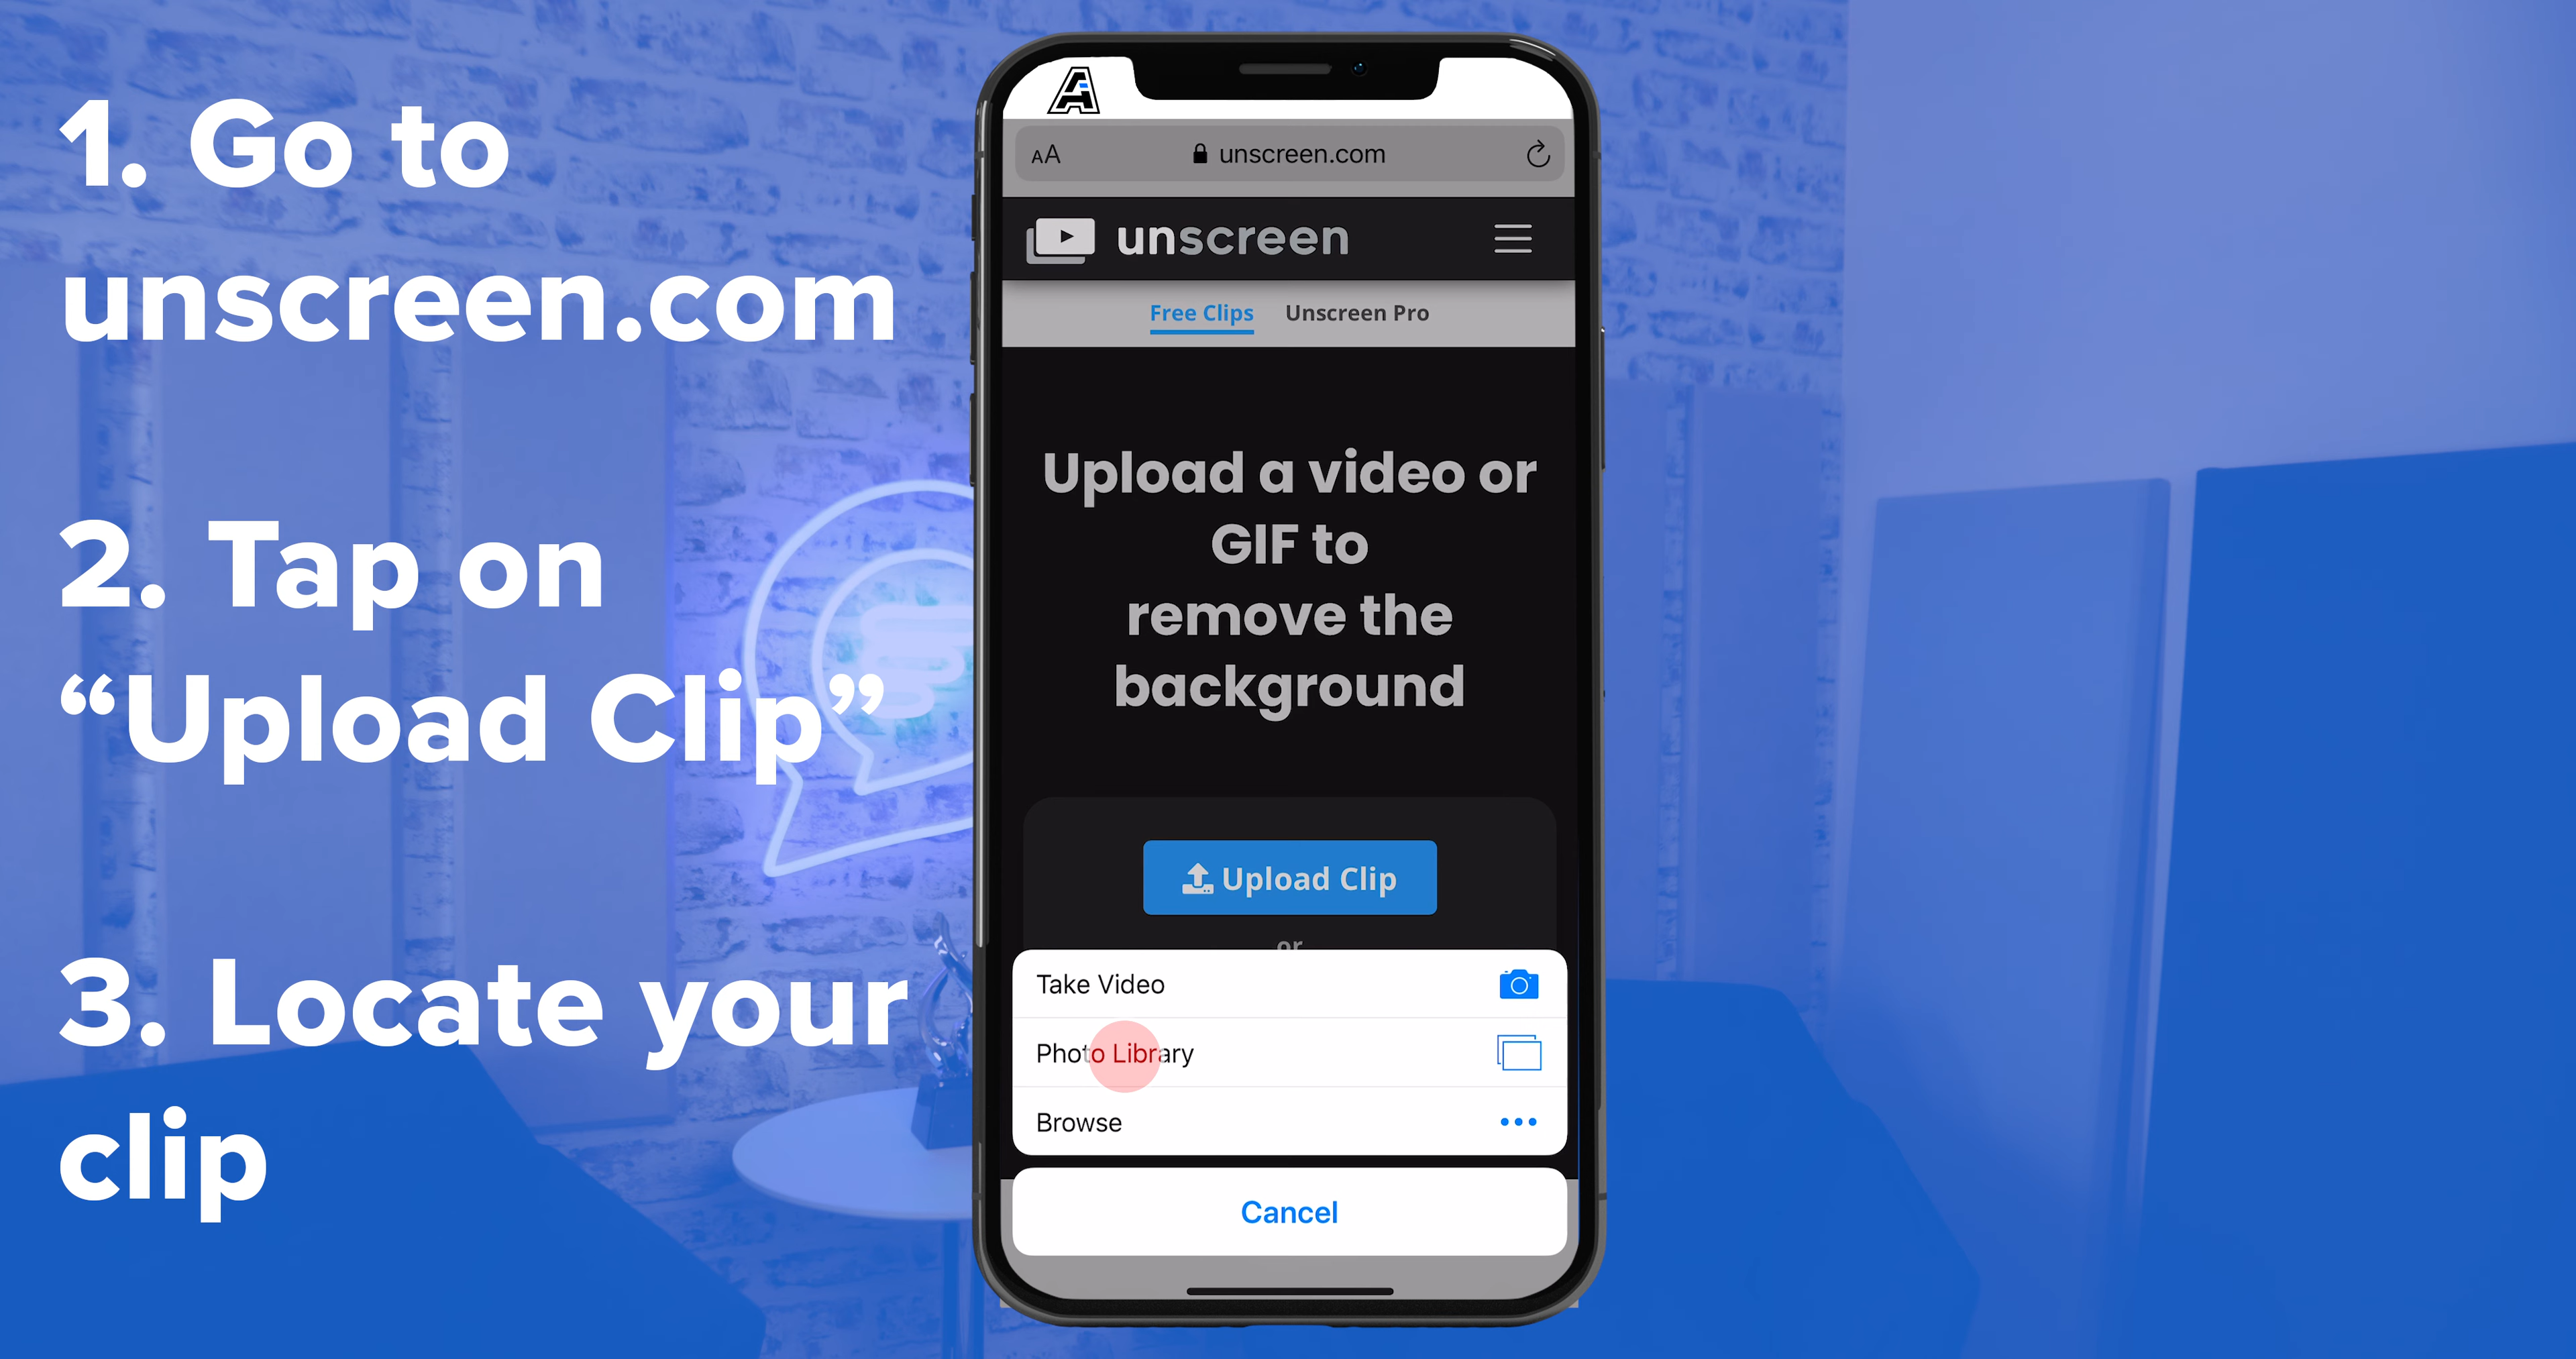 1. Go to
unscreen.com
2. Tap on
“Upload Clip”
3. Locate your
clip
A
AA unscreen.com
unscreen
Free Clips Unscreen Pro
Upload a video or
GIF to
remove the
background
Upload Clip
or
Take Video
Photo Library
Browse
Cancel